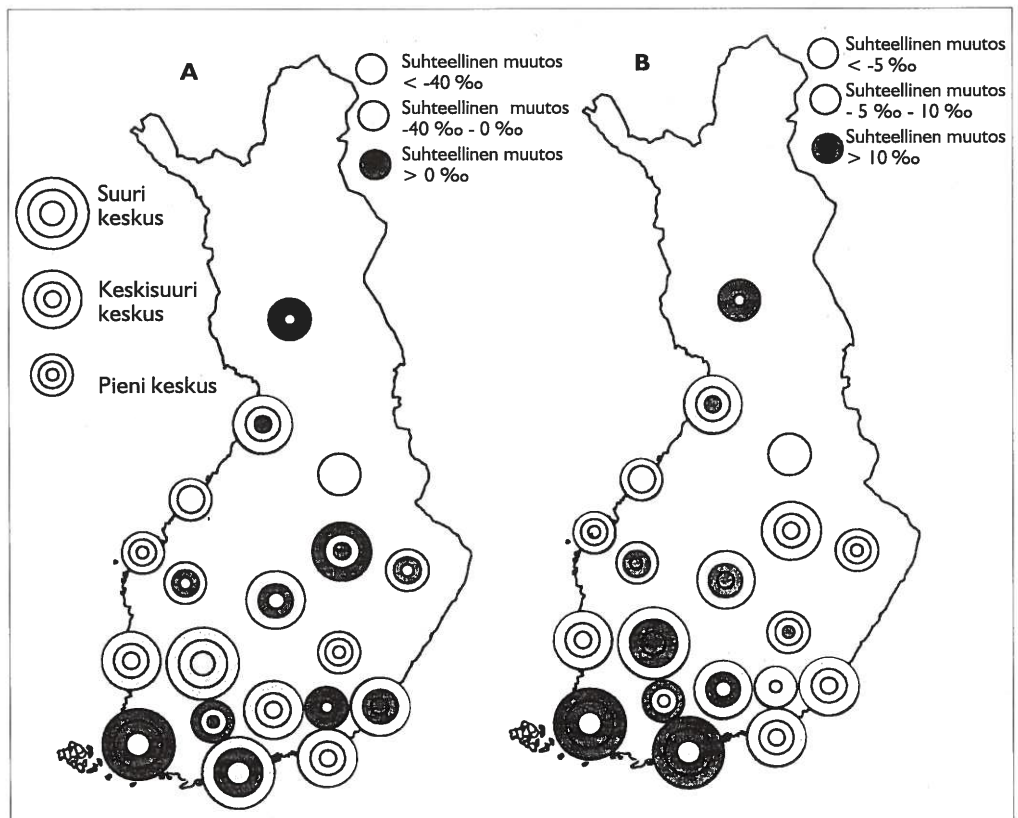 A
Suhteellinen muutos
< -40 ‰
Suhteellinen muutos
-40 ‰ - 0 ‰
Suhteellinen muutos
> 0 ‰
Suuri
keskus
Keskisuuri
keskus
Pieni keskus
B
Suhteellinen muutos
< -5 ‰
Suhteellinen muutos
- 5 ‰ - 10 ‰
Suhteellinen muutos
> 10 ‰